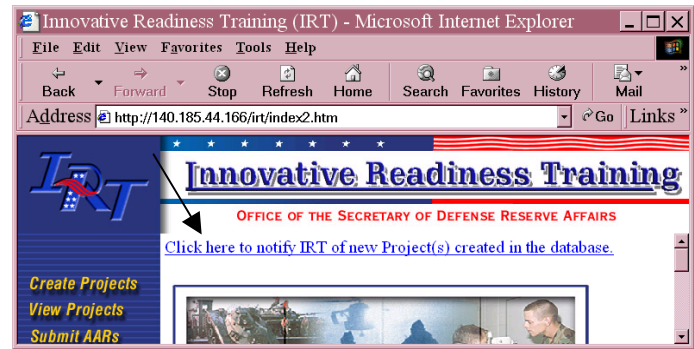 Innovative Readiness Training (IRT) - Microsoft Internet Explorer
File Edit View Favorites Tools Help
Back Forward Stop Refresh Home Search Favorites History Mail »
Address http://140.185.44.166/irt/index2.htm Go Links »
IRT
Innovative Readiness Training
OFFICE OF THE SECRETARY OF DEFENSE RESERVE AFFAIRS
Click here to notify IRT of new Project(s) created in the database.
Create Projects
View Projects
Submit AARs